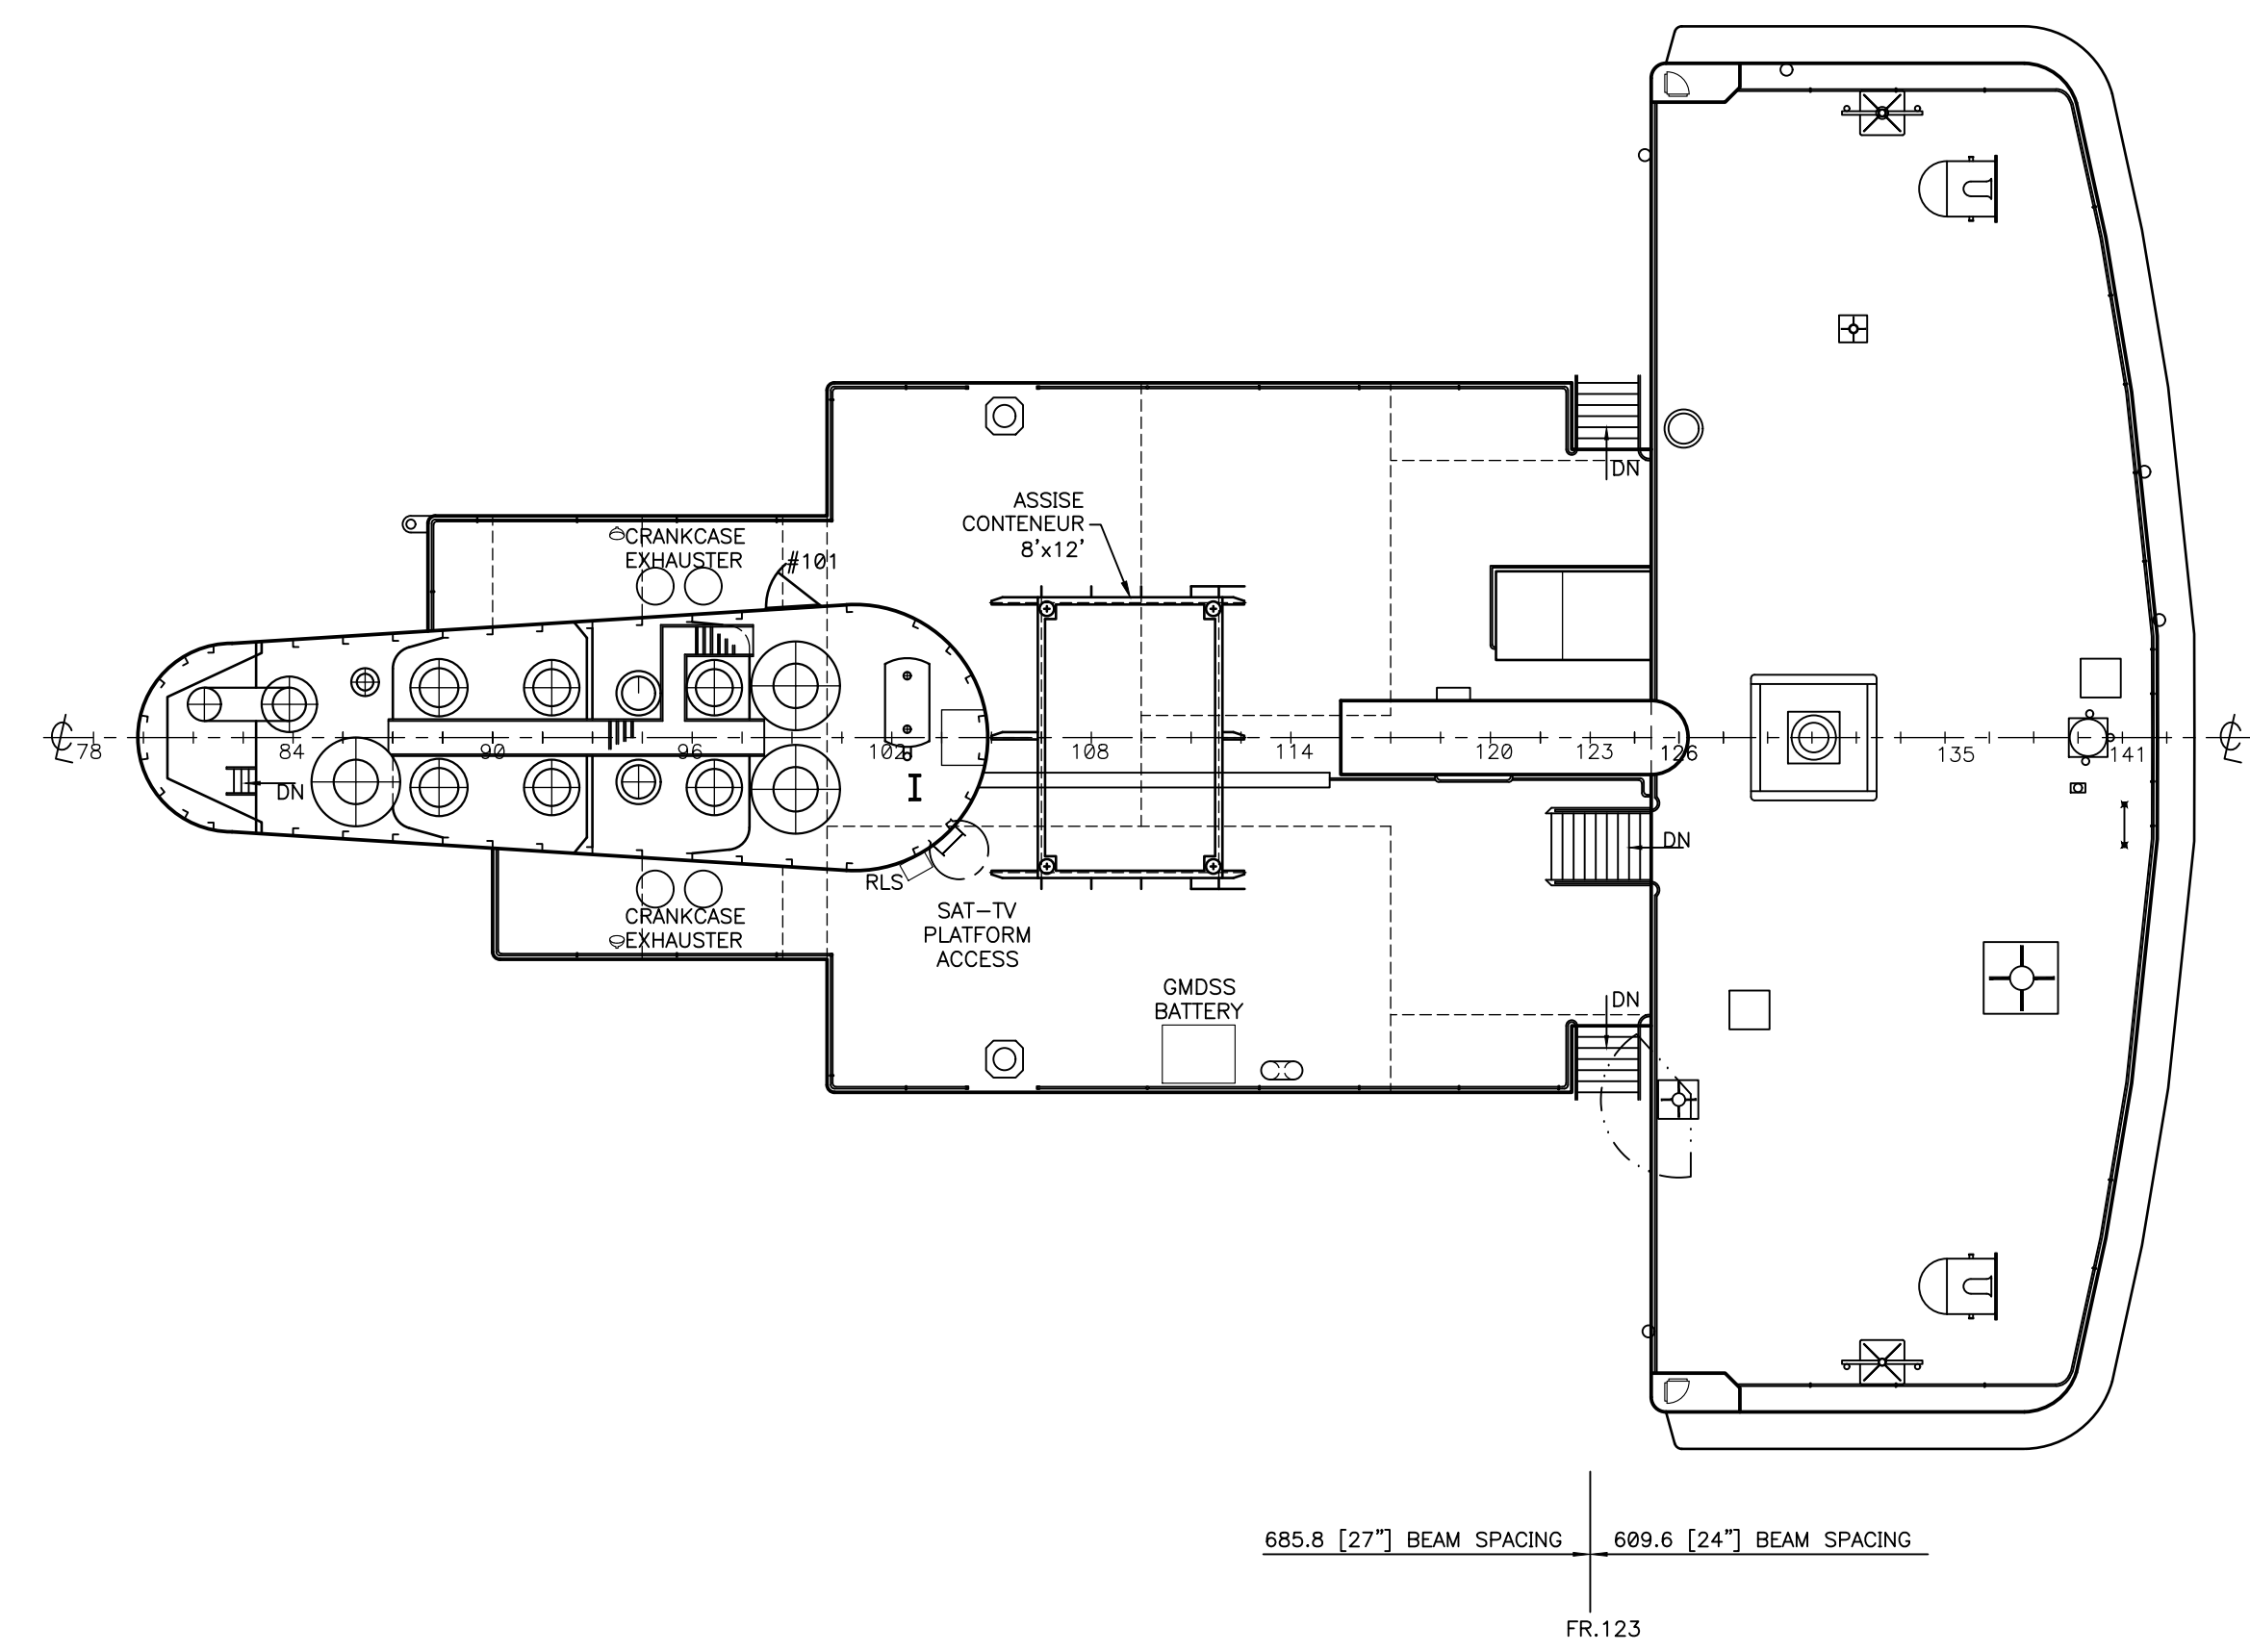 ASSISE
CONTENEUR
8'x12'
DN
CRANKCASE
EXHAUSTER
#101
℄
78
84
90
96
102
108
114
120
123
126
135
141
℄
DN
DN
RLS
CRANKCASE
EXHAUSTER
SAT-TV
PLATFORM
ACCESS
GMDSS
BATTERY
DN
685.8 [27"] BEAM SPACING
609.6 [24"] BEAM SPACING
FR.123